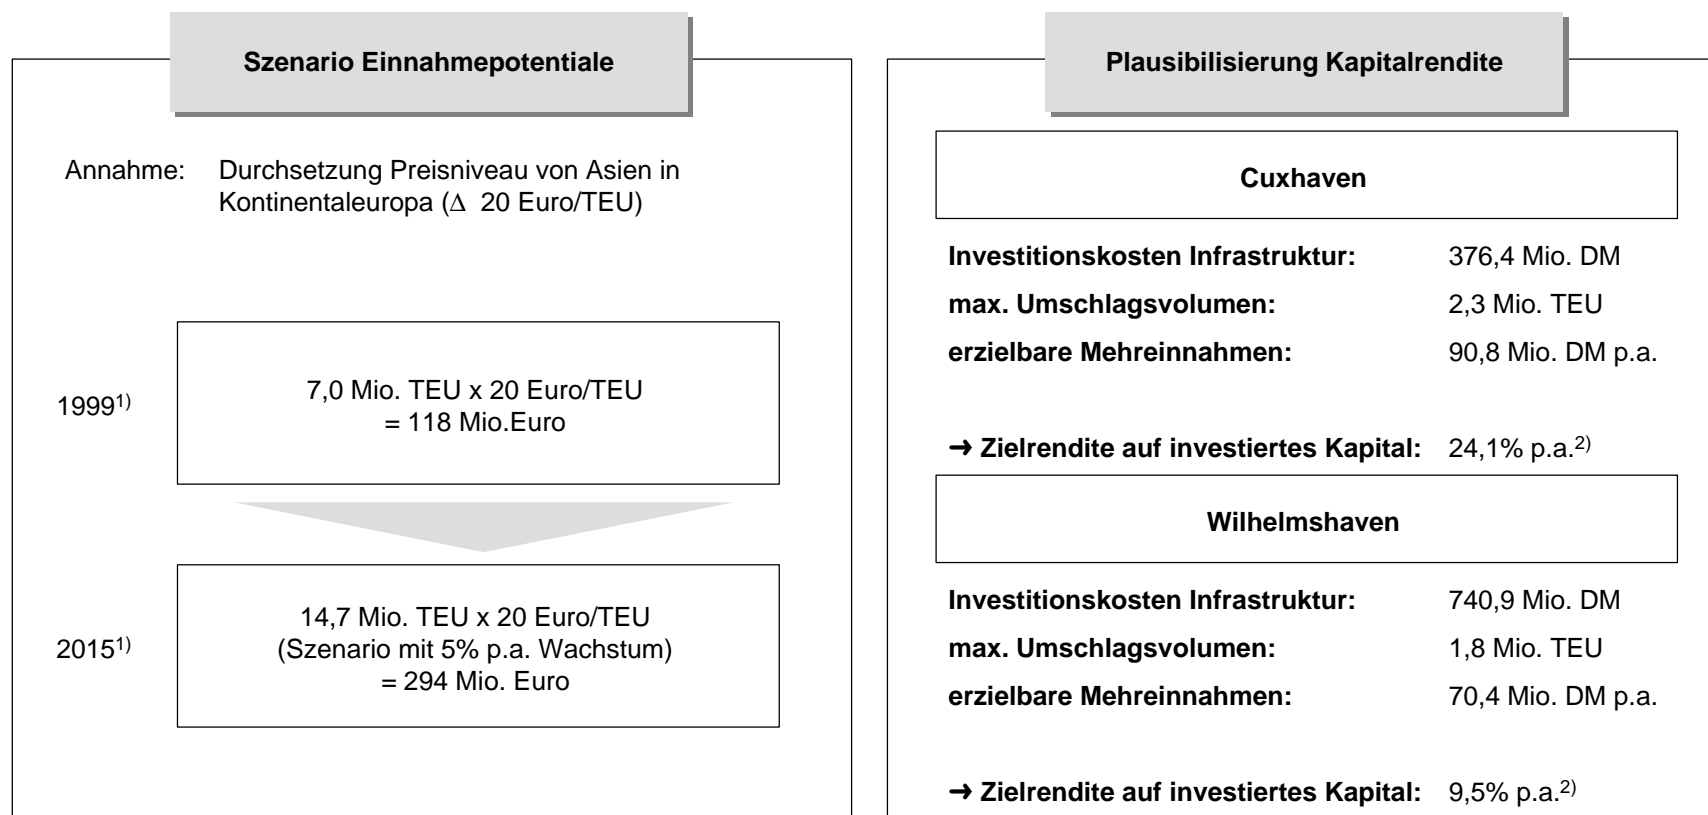 Szenario Einnahmepotentiale
Annahme: Durchsetzung Preisniveau von Asien in
Kontinentaleuropa (Δ 20 Euro/TEU)
1999¹⁾
7,0 Mio. TEU x 20 Euro/TEU
= 118 Mio.Euro
2015¹⁾
14,7 Mio. TEU x 20 Euro/TEU
(Szenario mit 5% p.a. Wachstum)
= 294 Mio. Euro
Plausibilisierung Kapitalrendite
Cuxhaven
Investitionskosten Infrastruktur: 376,4 Mio. DM
max. Umschlagsvolumen: 2,3 Mio. TEU
erzielbare Mehreinnahmen: 90,8 Mio. DM p.a.
➔ Zielrendite auf investiertes Kapital: 24,1% p.a.²⁾
Wilhelmshaven
Investitionskosten Infrastruktur: 740,9 Mio. DM
max. Umschlagsvolumen: 1,8 Mio. TEU
erzielbare Mehreinnahmen: 70,4 Mio. DM p.a.
➔ Zielrendite auf investiertes Kapital: 9,5% p.a.²⁾